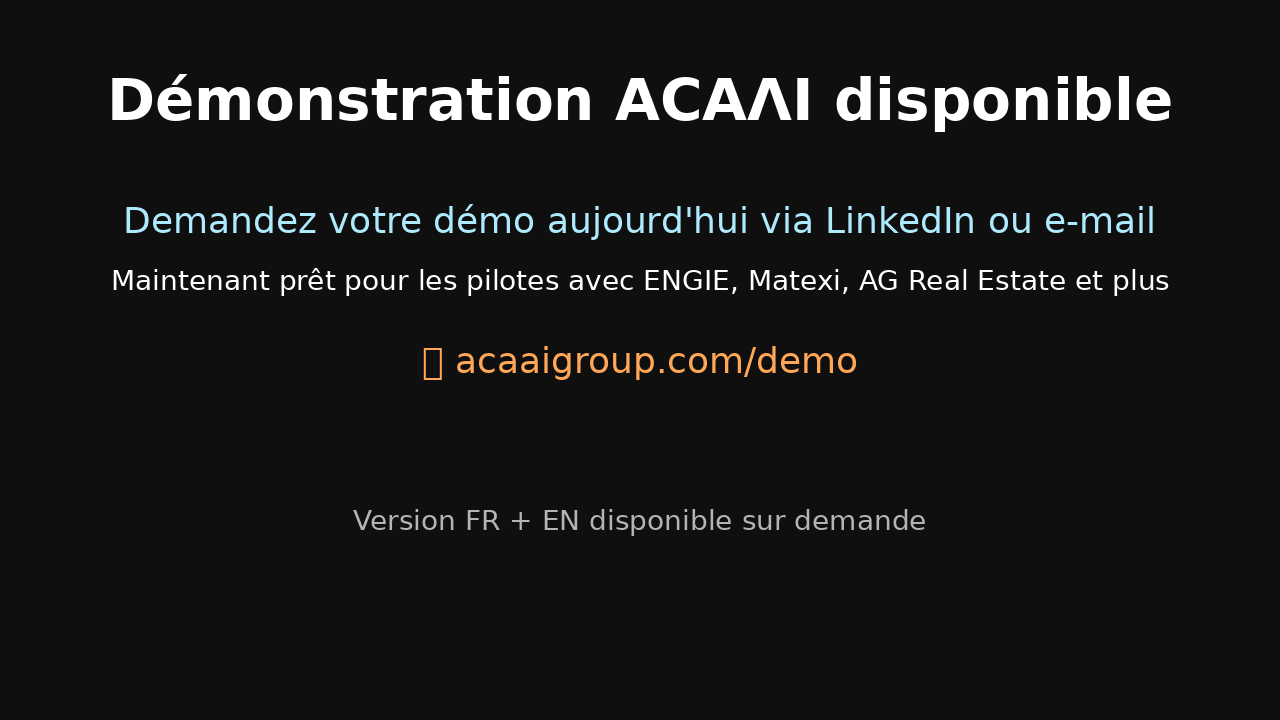 Démonstration ACAΛI disponible
Demandez votre démo aujourd'hui via LinkedIn ou e-mail
Maintenant prêt pour les pilotes avec ENGIE, Matexi, AG Real Estate et plus
acaaigroup.com/demo
Version FR + EN disponible sur demande